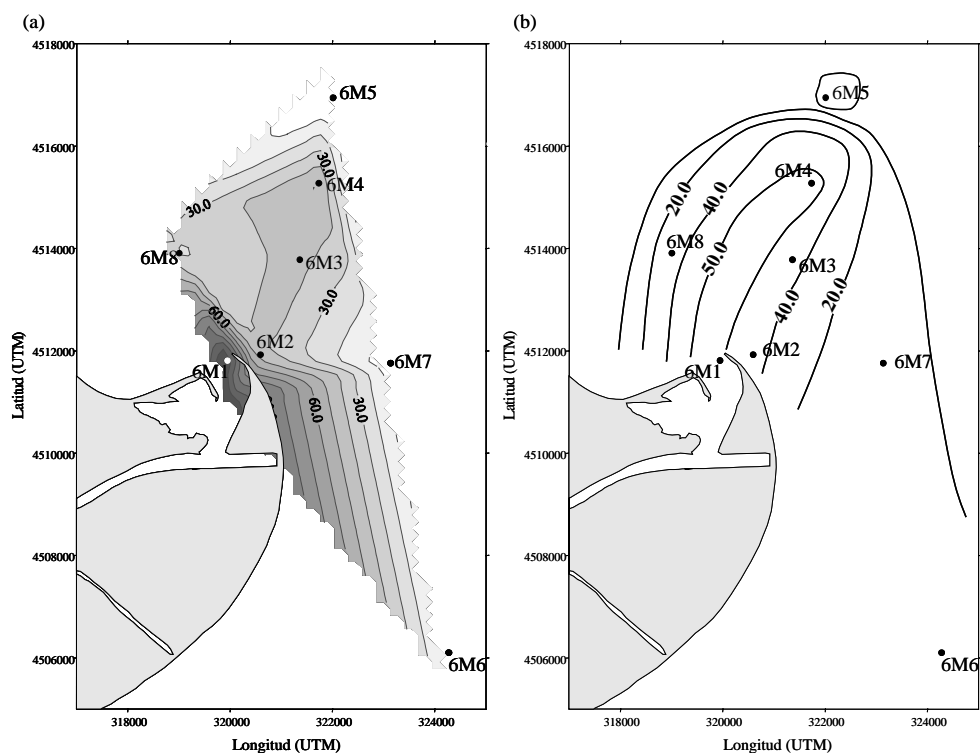 (a)
4518000
4516000
4514000
4512000
4510000
4508000
4506000
Latitud (UTM)
318000
320000
322000
324000
Longitud (UTM)
6M5
30.0
6M4
30.0
6M8
6M3
30.0
60.0
6M2
6M1
6M7
60.0
30.0
6M6
(b)
4518000
4516000
4514000
4512000
4510000
4508000
4506000
Latitud (UTM)
318000
320000
322000
324000
Longitud (UTM)
6M5
6M4
20.0
40.0
6M8
50.0
6M3
40.0
20.0
6M2
6M1
6M7
6M6